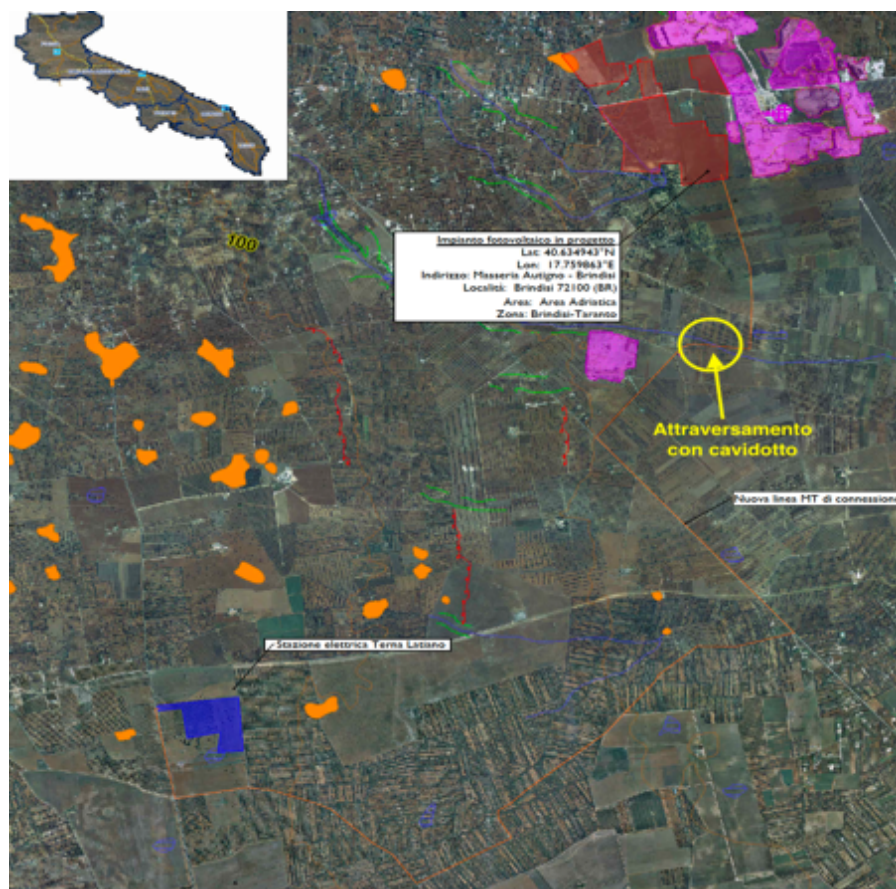 100
Impianto fotovoltaico in progetto
Lat: 40.634943°N
Lon: 17.759863°E
Indirizzo: Masseria Autigno - Brindisi
Località: Brindisi 72100 (BR)
Area: Area Adriatica
Zona: Brindisi-Taranto
Attraversamento
con cavidotto
Nuova linea MT di connessione
Stazione elettrica Terna Latiano